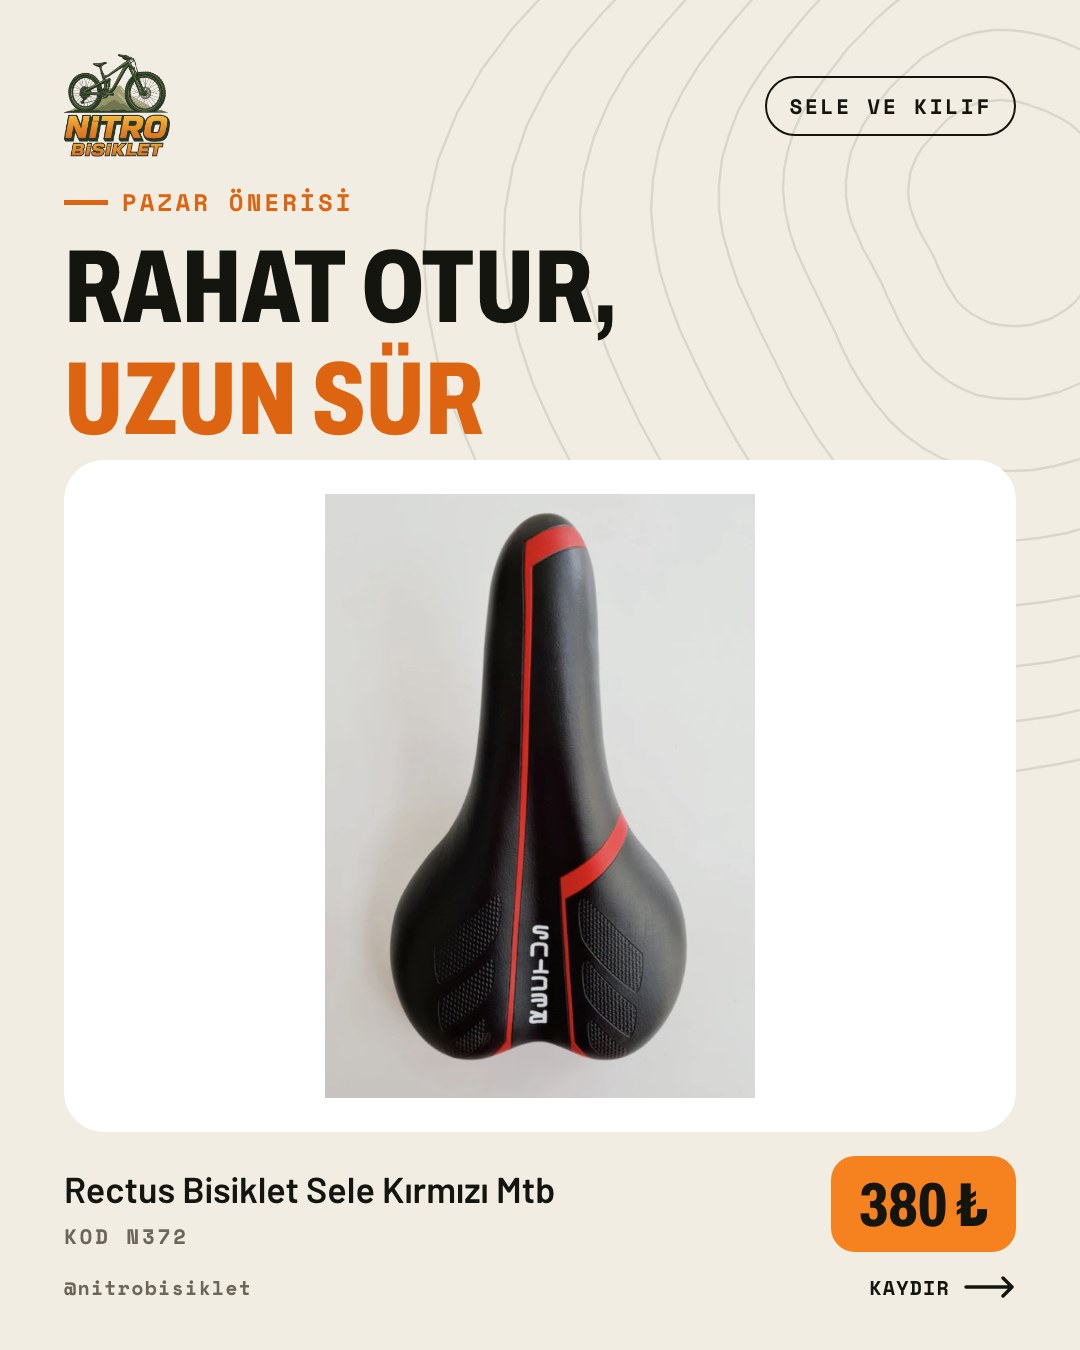 NITRO
BISIKLET
SELE VE KILIF
PAZAR ÖNERİSİ
RAHAT OTUR,
UZUN SÜR
RECTUS
Rectus Bisiklet Sele Kırmızı Mtb
KOD N372
380 ₺
@nitrobisiklet
KAYDIR